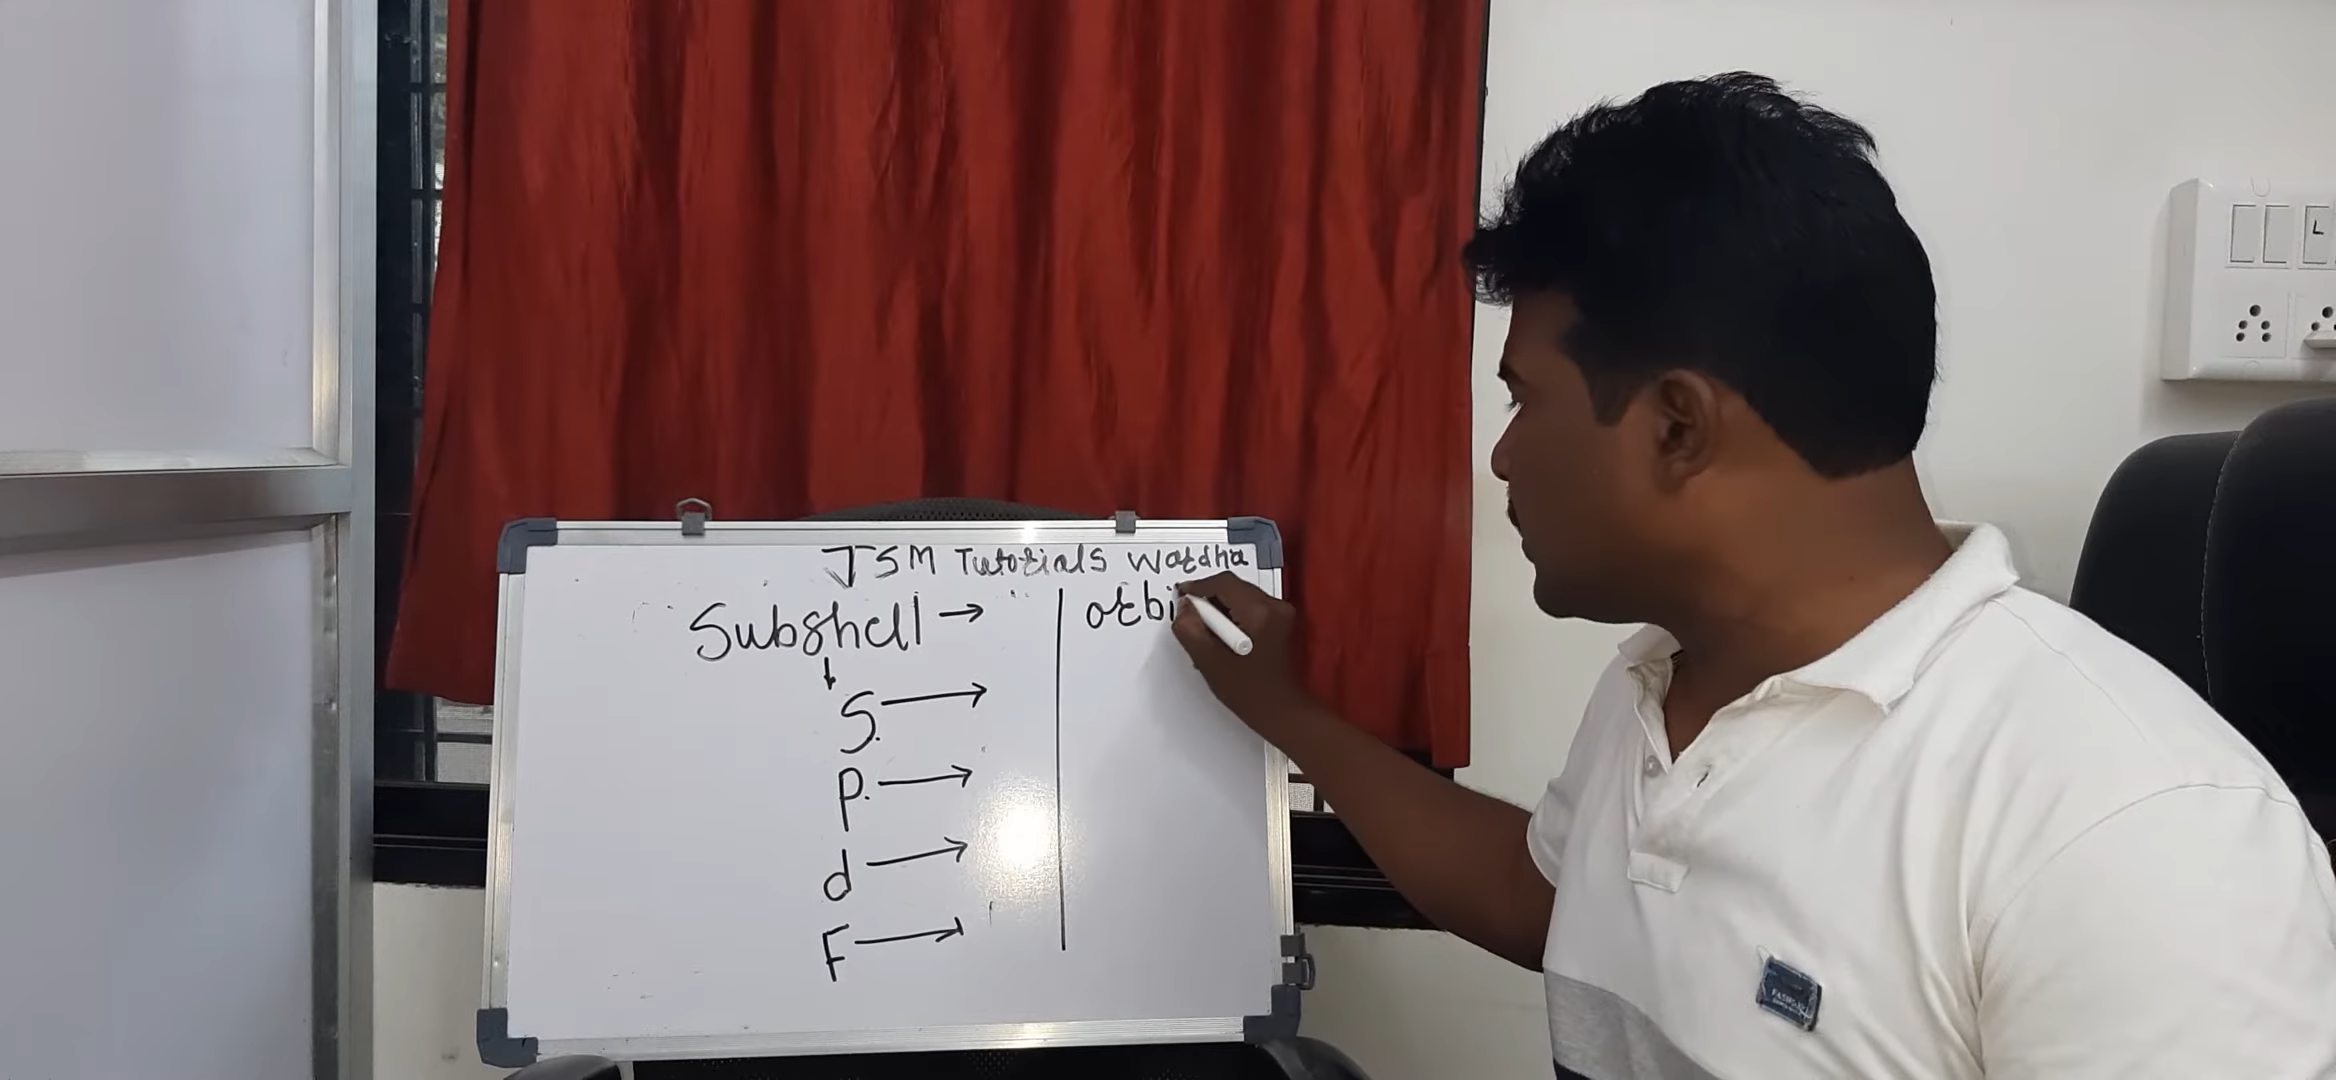 JSM Tutorials Wardha
Subshell → orbi
↓
S. →
P. →
d →
F →
L